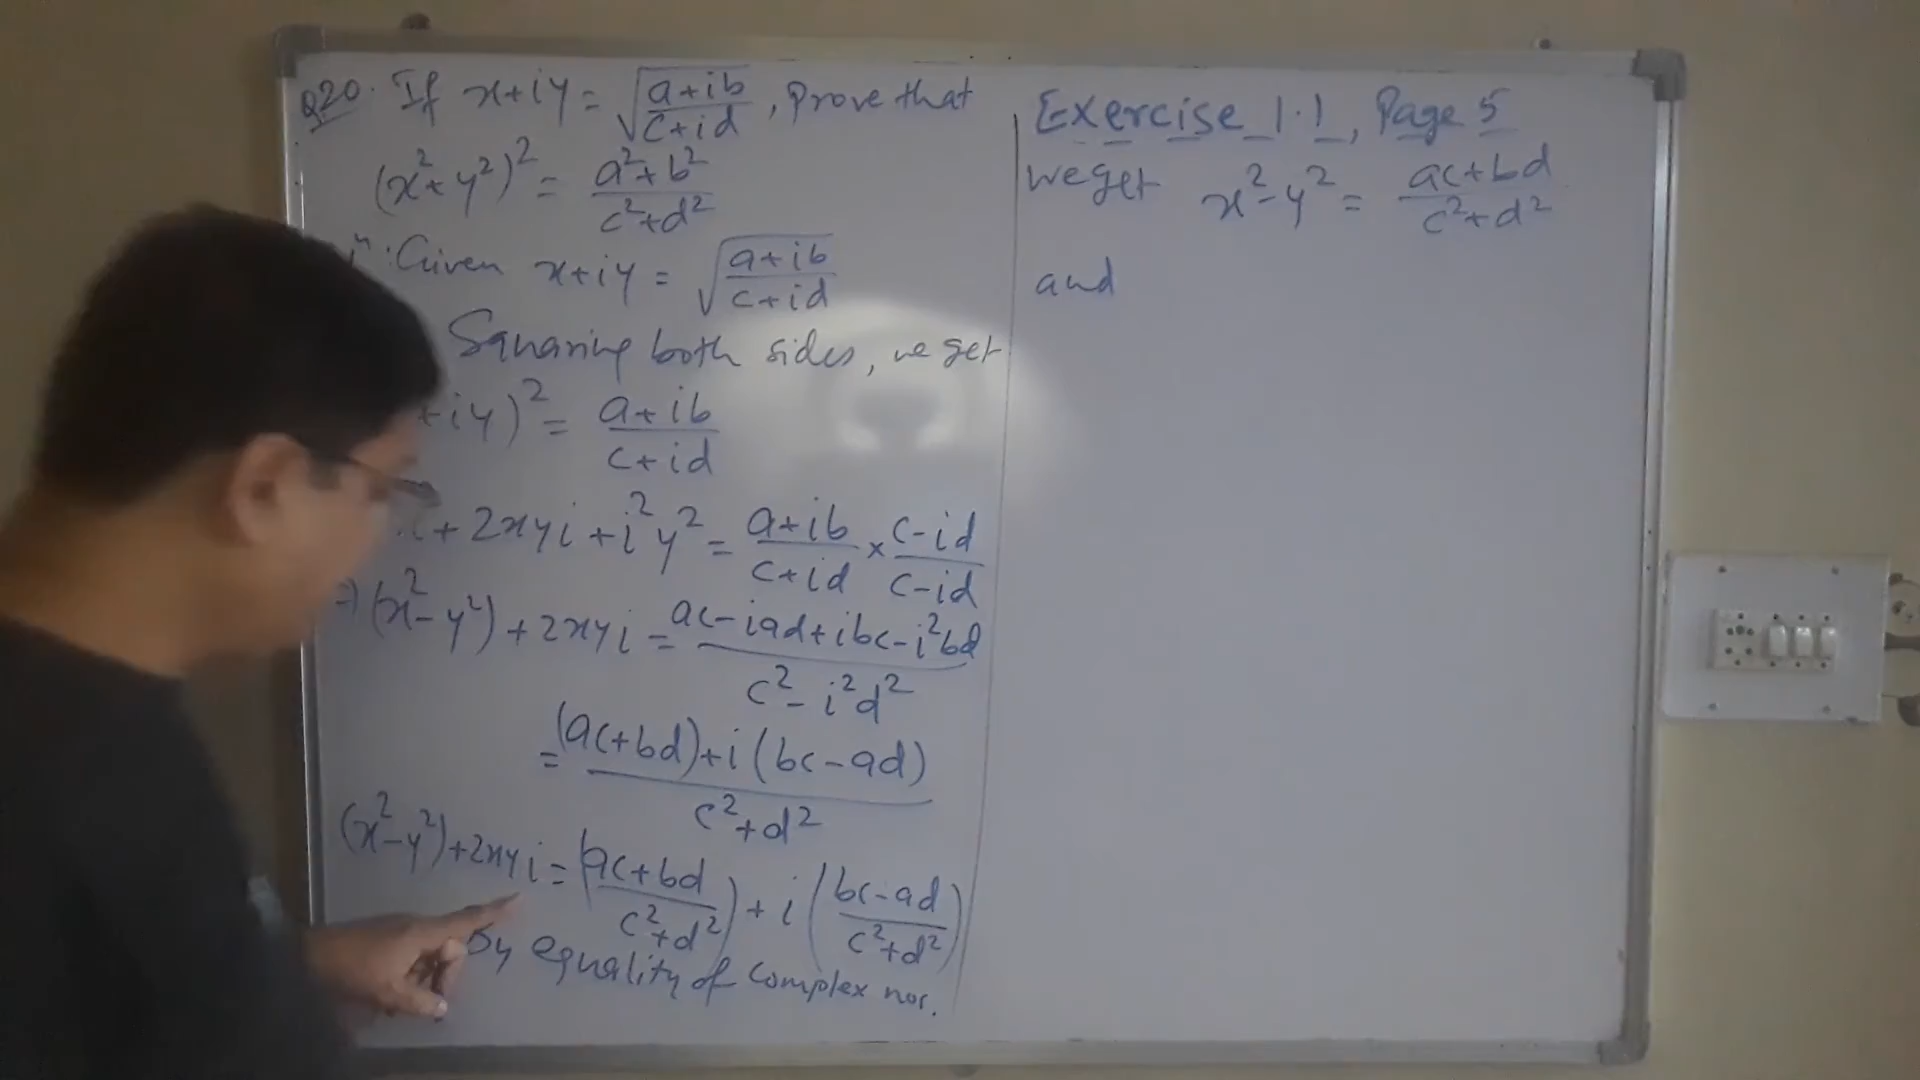 Q20. If x+iy = √(a+ib / c+id), Prove that
(x²+y²)² = a²+b² / c²+d²
Given x+iy = √(a+ib / c+id)
Squaring both sides, we get
+iy)² = a+ib / c+id
+ 2xyi + i²y² = a+ib / c+id × c-id / c-id
⇒ (x²-y²) + 2xyi = ac-iad+ibc-i²bd / c²-i²d²
= (ac+bd)+i(bc-ad) / c²+d²
(x²-y²)+2xyi = (ac+bd / c²+d²) + i (bc-ad / c²+d²)
By equality of complex nos.
Exercise 1.1, Page 5
we get x²-y² = ac+bd / c²+d²
and